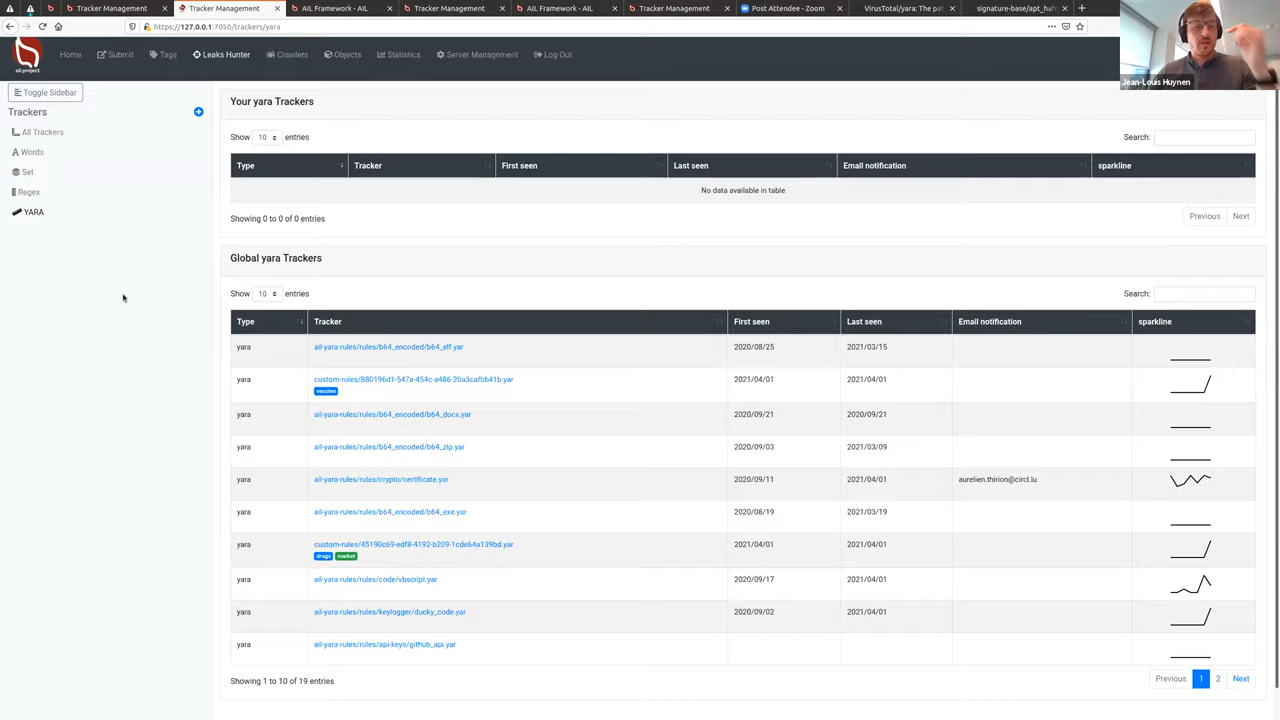 Tracker Management
Tracker Management
AIL Framework - AIL
Tracker Management
AIL Framework - AIL
Tracker Management
Post Attendee - Zoom
VirusTotal/yara: The pat
signature-base/apt_hafn
https://127.0.0.1:7050/trackers/yara
ail.project
Home
Submit
Tags
Leaks Hunter
Crawlers
Objects
Statistics
Server Management
Log Out
Jean-Louis Huynen
Toggle Sidebar
Trackers
All Trackers
Words
Set
Regex
YARA
Your yara Trackers
Show 10 entries
Search:
Type Tracker First seen Last seen Email notification sparkline
No data available in table
Showing 0 to 0 of 0 entries
Previous Next
Global yara Trackers
Show 10 entries
Search:
Type Tracker First seen Last seen Email notification sparkline
yara ail-yara-rules/rules/b64_encoded/b64_elf.yar 2020/08/25 2021/03/15
yara custom-rules/880196d1-547a-454c-a486-20a3cafbb41b.yar 2021/04/01 2021/04/01
vaccine
yara ail-yara-rules/rules/b64_encoded/b64_docx.yar 2020/09/21 2020/09/21
yara ail-yara-rules/rules/b64_encoded/b64_zip.yar 2020/09/03 2021/03/09
yara ail-yara-rules/rules/crypto/certificate.yar 2020/09/11 2021/04/01 aurelien.thirion@circl.lu
yara ail-yara-rules/rules/b64_encoded/b64_exe.yar 2020/08/19 2021/03/19
yara custom-rules/45190c69-edf8-4192-b209-1cde64a139bd.yar 2021/04/01 2021/04/01
drugs market
yara ail-yara-rules/rules/code/vbscript.yar 2020/09/17 2021/04/01
yara ail-yara-rules/rules/keylogger/ducky_code.yar 2020/09/02 2021/04/01
yara ail-yara-rules/rules/api-keys/github_api.yar
Showing 1 to 10 of 19 entries
Previous 1 2 Next